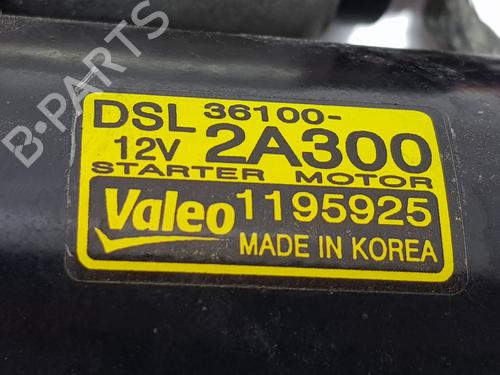 DSL 36100-
12V 2A300
STARTER MOTOR
Valeo 1195925
MADE IN KOREA
B-PARTS